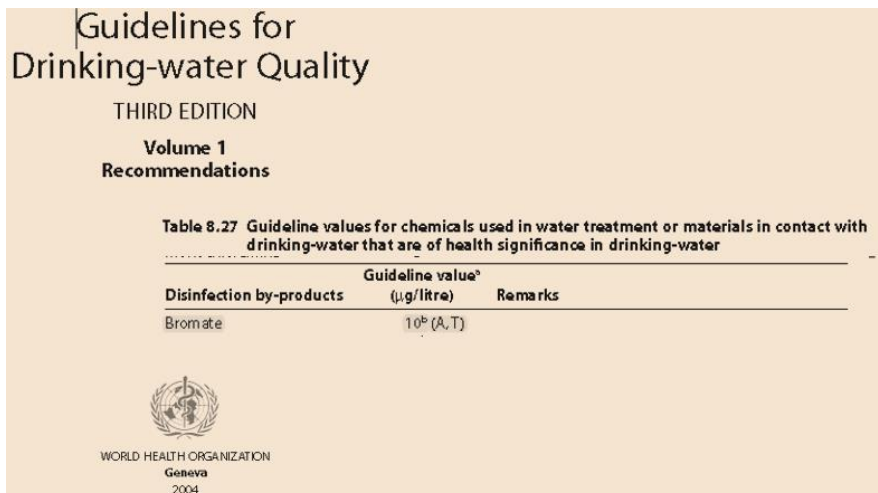 Guidelines for
Drinking-water Quality
THIRD EDITION
Volume 1
Recommendations
Table 8.27 Guideline values for chemicals used in water treatment or materials in contact with
drinking-water that are of health significance in drinking-water
Guideline valueᵃ
Disinfection by-products (µg/litre) Remarks
Bromate 10ᵇ (A, T)
WORLD HEALTH ORGANIZATION
Geneva
2004